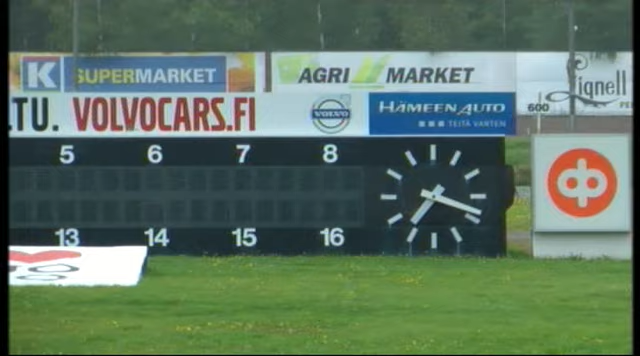 K SUPERMARKET
AGRI MARKET
Lignell
600
.TU. VOLVOCARS.FI
VOLVO
HÄMEEN AUTO
TEITÄ VARTEN
5 6 7 8
13 14 15 16